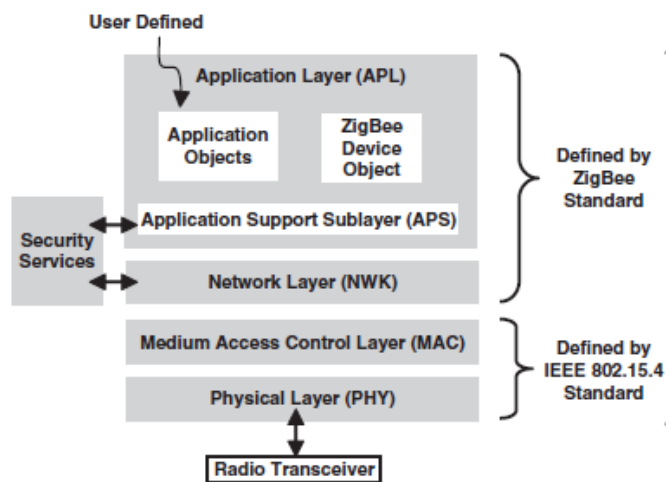 User Defined
Application Layer (APL)
Application
Objects
ZigBee
Device
Object
Defined by
ZigBee
Standard
Application Support Sublayer (APS)
Security
Services
Network Layer (NWK)
Medium Access Control Layer (MAC)
Defined by
IEEE 802.15.4
Standard
Physical Layer (PHY)
Radio Transceiver